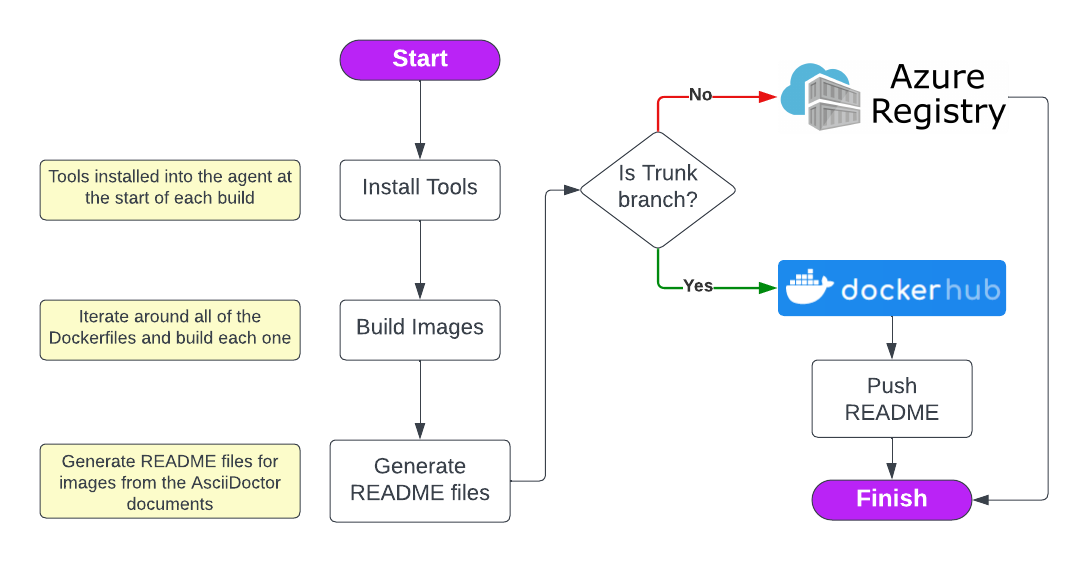 Start
Tools installed into the agent at
the start of each build
Install Tools
Iterate around all of the
Dockerfiles and build each one
Build Images
Generate README files for
images from the AsciiDoctor
documents
Generate
README files
Is Trunk
branch?
No
Azure
Registry
Yes
dockerhub
Push
README
Finish